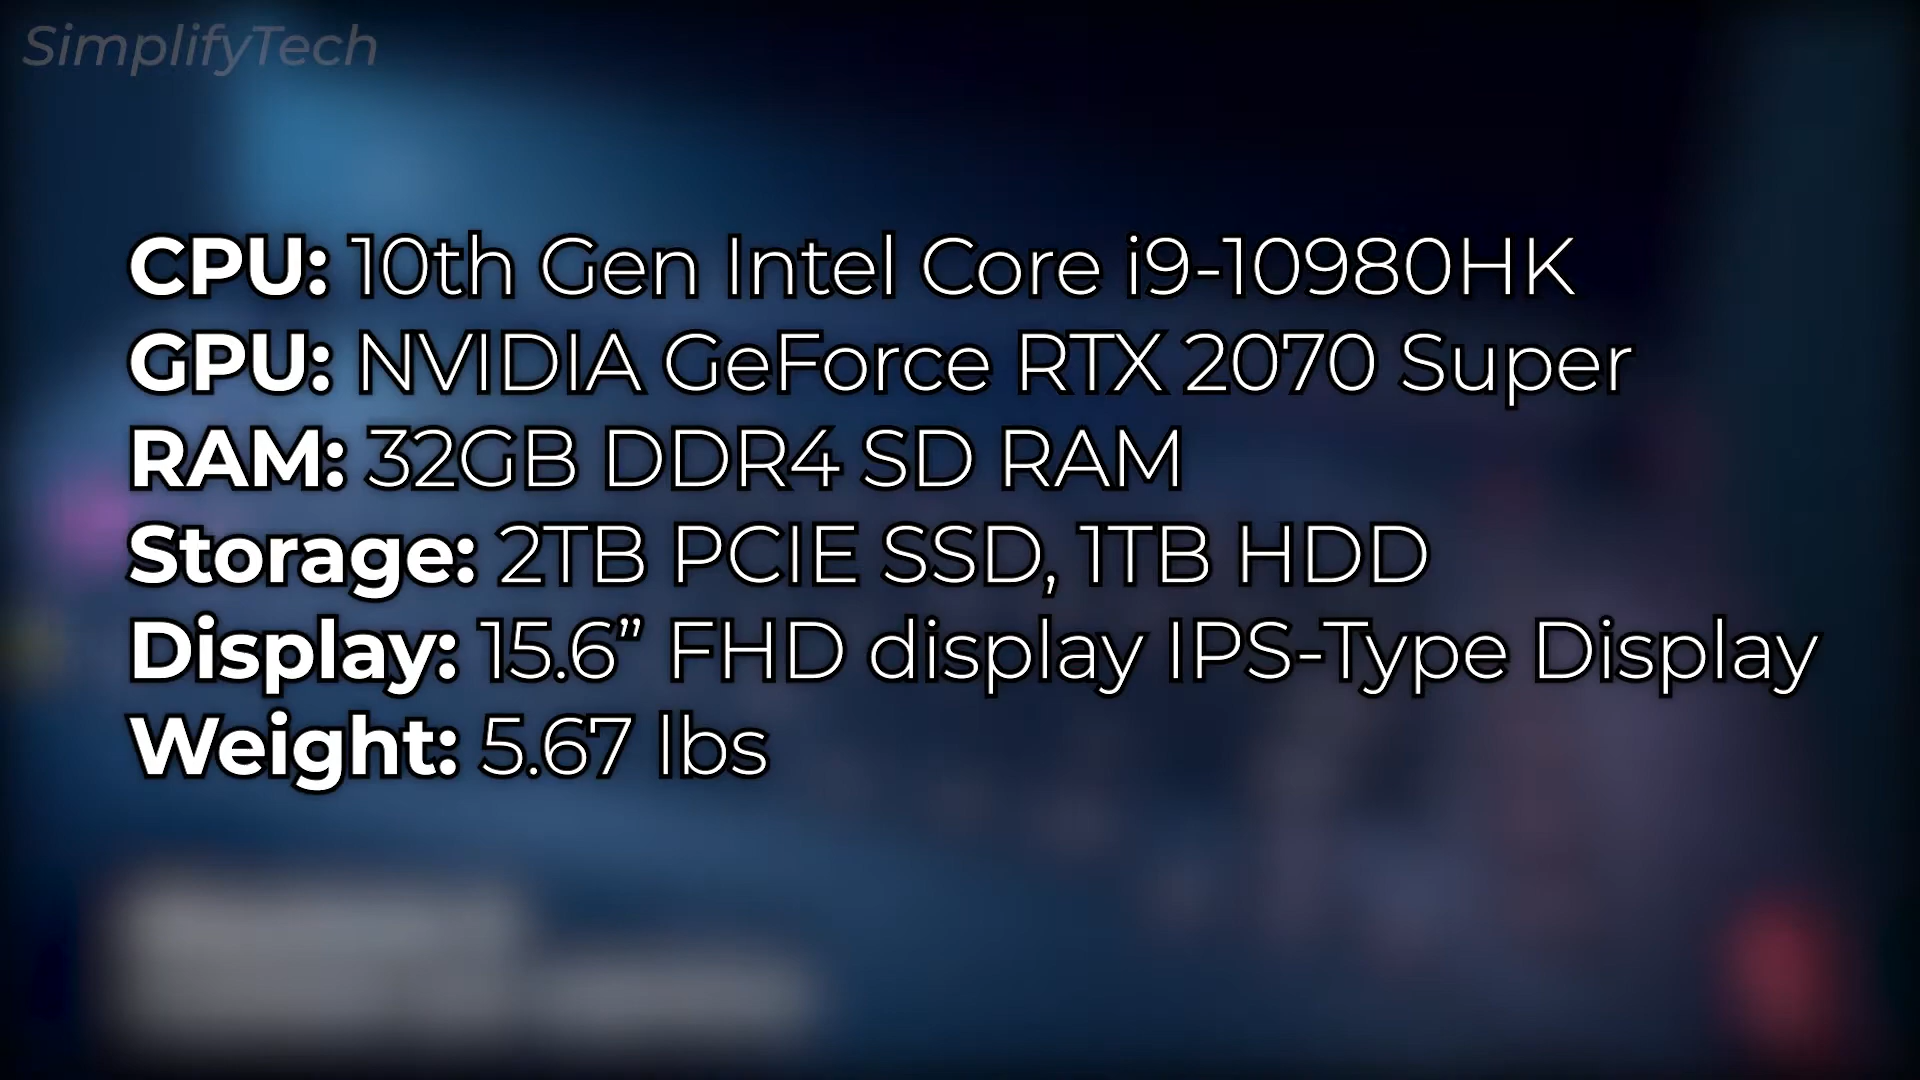 SimplifyTech
CPU: 10th Gen Intel Core i9-10980HK
GPU: NVIDIA GeForce RTX 2070 Super
RAM: 32GB DDR4 SD RAM
Storage: 2TB PCIE SSD, 1TB HDD
Display: 15.6” FHD display IPS-Type Display
Weight: 5.67 lbs